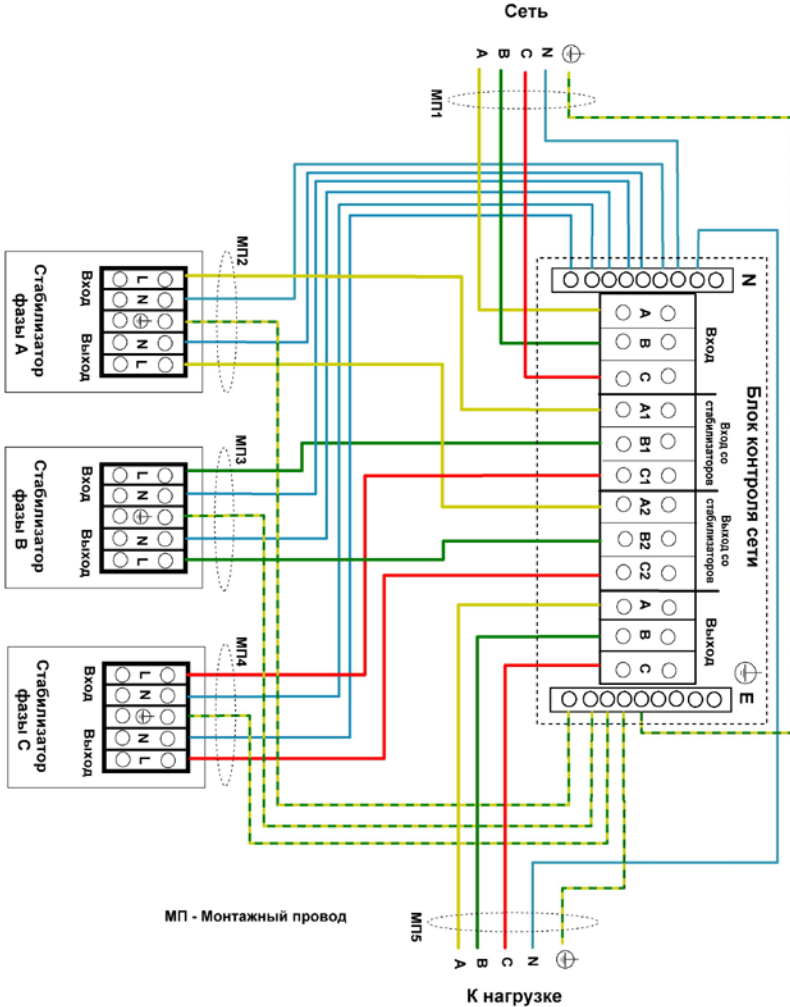 Сеть
A B C N
МП1
N
Блок контроля сети
Вход
A
B
C
Вход со
стабилизаторов
A1
B1
C1
Выход со
стабилизаторов
A2
B2
C2
Выход
A
B
C
E
МП2
Стабилизатор
фазы A
Вход
Выход
L
N
N
L
МП3
Стабилизатор
фазы B
Вход
Выход
L
N
N
L
МП4
Стабилизатор
фазы C
Вход
Выход
L
N
N
L
МП - Монтажный провод
МП5
A B C N
К нагрузке